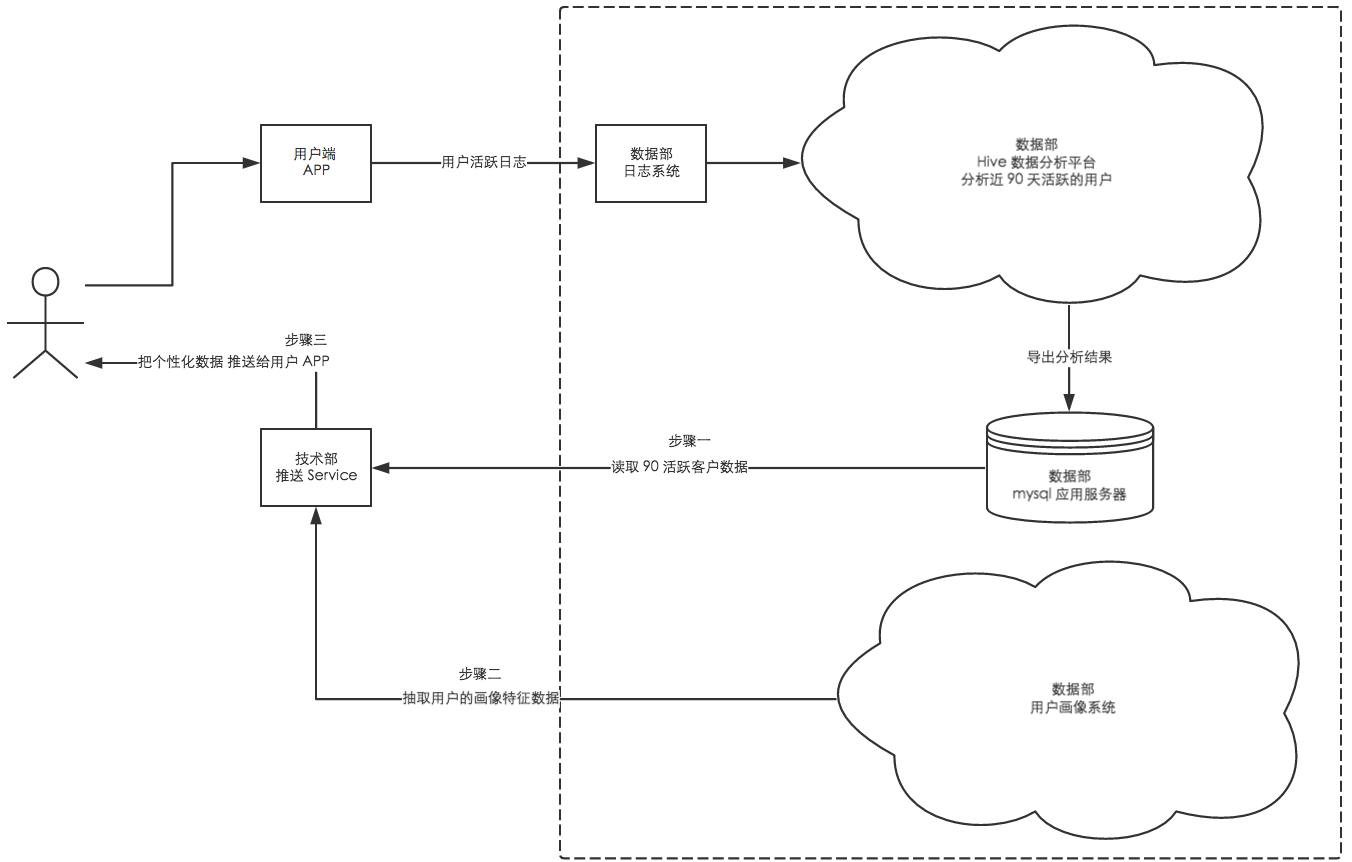 用户端
APP
用户活跃日志
数据部
日志系统
数据部
Hive 数据分析平台
分析近 90 天活跃的用户
导出分析结果
步骤三
把个性化数据 推送给用户 APP
技术部
推送 Service
步骤一
读取 90 活跃客户数据
数据部
mysql 应用服务器
步骤二
抽取用户的画像特征数据
数据部
用户画像系统